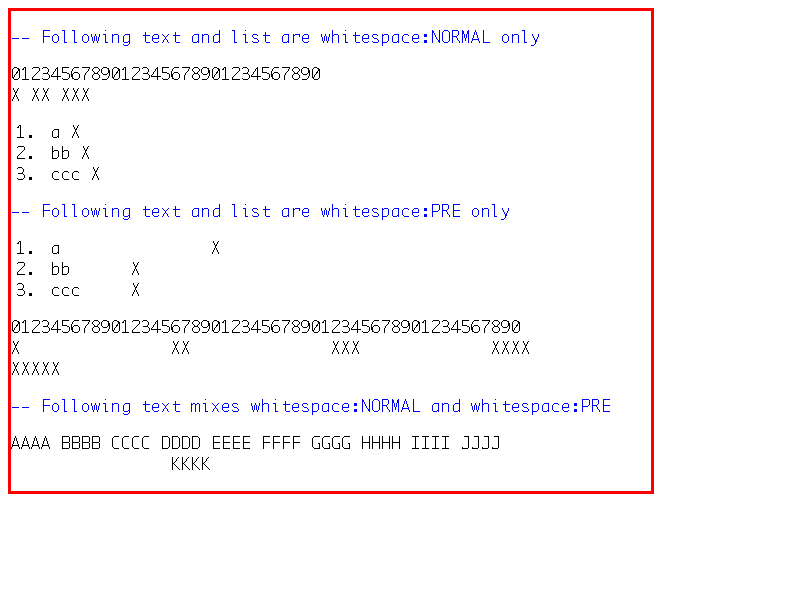 -- Following text and list are whitespace:NORMAL only
0123456789012345678901234567890
X XX XXX
1. a X
2. bb X
3. ccc X
-- Following text and list are whitespace:PRE only
1. a               X
2. bb      X
3. ccc     X
012345678901234567890123456789012345678901234567890
X               XX              XXX             XXXX
XXXXX
-- Following text mixes whitespace:NORMAL and whitespace:PRE
AAAA BBBB CCCC DDDD EEEE FFFF GGGG HHHH IIII JJJJ
                KKKK